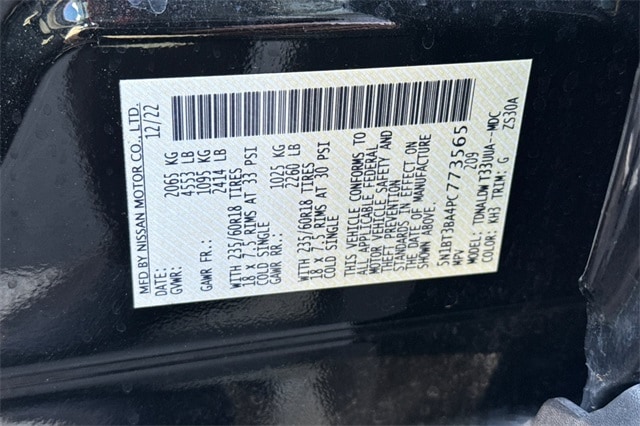 MFD BY NISSAN MOTOR CO., LTD.
DATE: 12/22
GVWR: 2065 KG
4553 LB
GAWR FR.: 1095 KG
2414 LB
WITH 235/60R18 TIRES
18 X 7.5 RIMS AT 33 PSI
COLD SINGLE
GAWR RR.: 1025 KG
2260 LB
WITH 235/60R18 TIRES
18 X 7.5 RIMS AT 30 PSI
COLD SINGLE
THIS VEHICLE CONFORMS TO
ALL APPLICABLE FEDERAL
MOTOR VEHICLE SAFETY AND
THEFT PREVENTION
STANDARDS IN EFFECT ON
THE DATE OF MANUFACTURE
SHOWN ABOVE.
5N1BT3BA4PC773565
MPV 209
MODEL: TDNALDW T33UUA--MDC
COLOR: KH3 TRIM: G ZS30A